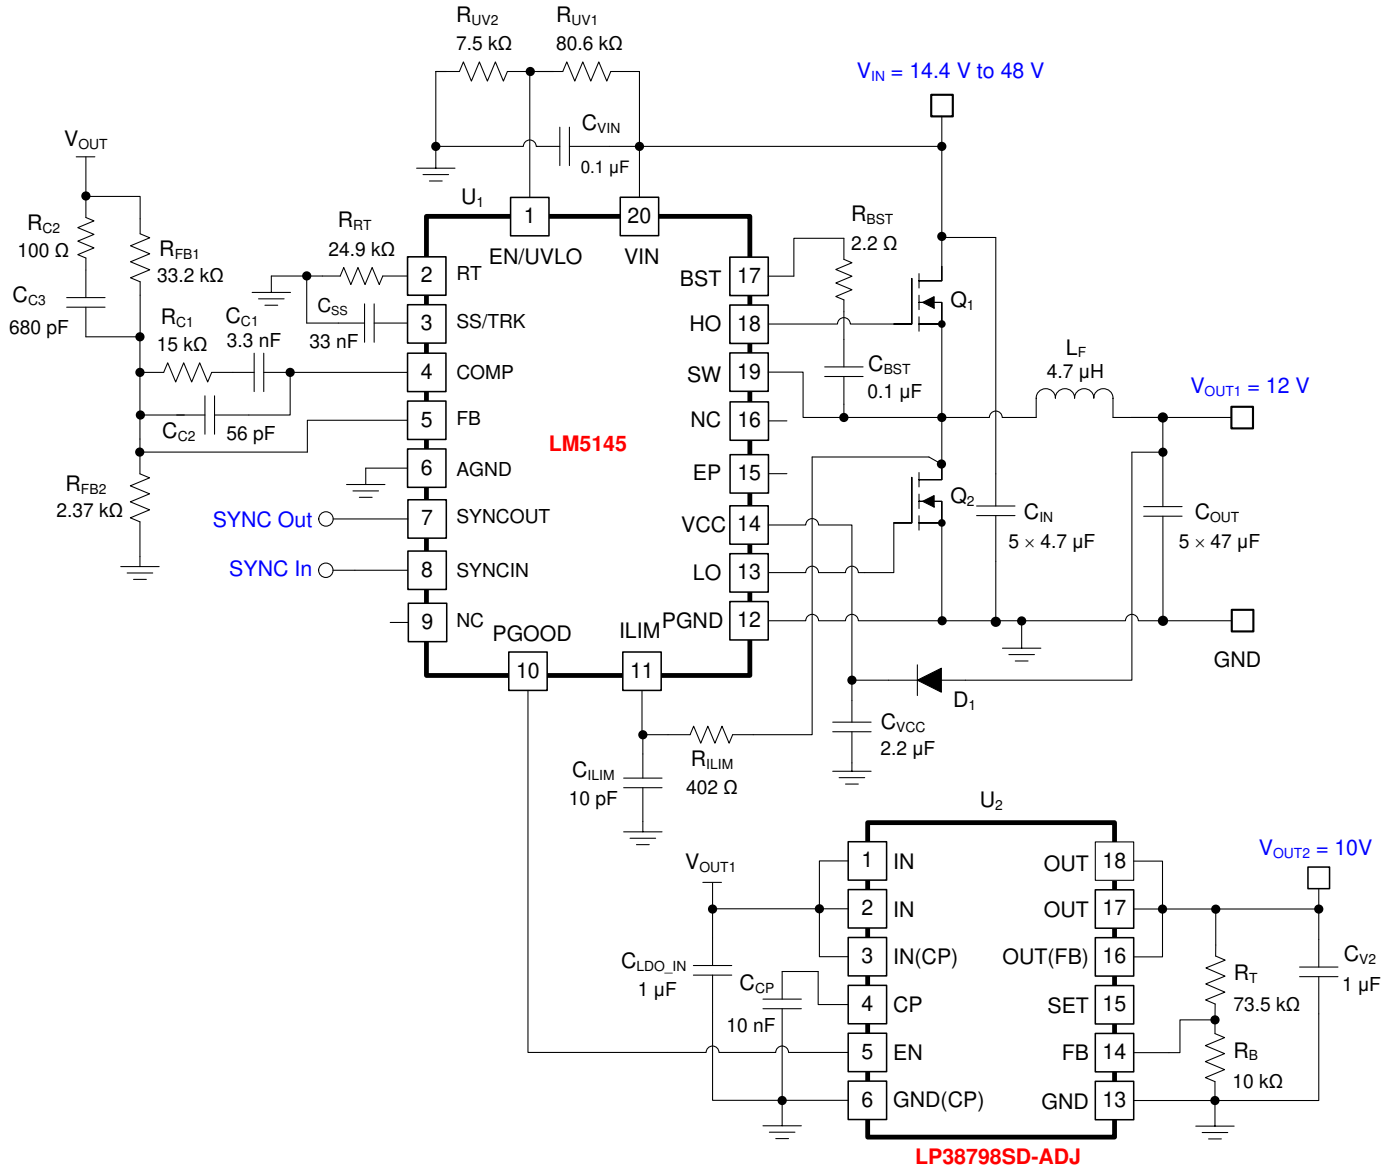 RUV2
7.5 kΩ
RUV1
80.6 kΩ
VIN = 14.4 V to 48 V
CVIN
0.1 µF
VOUT
RC2
100 Ω
RFB1
33.2 kΩ
CC3
680 pF
RC1
15 kΩ
CC1
3.3 nF
CC2
56 pF
RFB2
2.37 kΩ
RRT
24.9 kΩ
CSS
33 nF
U1
LM5145
1
EN/UVLO
20
VIN
2
RT
3
SS/TRK
4
COMP
5
FB
6
AGND
SYNC Out
7
SYNCOUT
SYNC In
8
SYNCIN
9
NC
10
PGOOD
11
ILIM
BST
17
HO
18
SW
19
NC
16
EP
15
VCC
14
LO
13
PGND
12
RBST
2.2 Ω
CBST
0.1 µF
Q1
Q2
LF
4.7 µH
VOUT1 = 12 V
CIN
5 × 4.7 µF
COUT
5 × 47 µF
GND
D1
CVCC
2.2 µF
CILIM
10 pF
RILIM
402 Ω
U2
VOUT1
CLDO_IN
1 µF
CCP
10 nF
1
IN
2
IN
3
IN(CP)
4
CP
5
EN
6
GND(CP)
OUT
18
OUT
17
OUT(FB)
16
SET
15
FB
14
GND
13
VOUT2 = 10V
RT
73.5 kΩ
RB
10 kΩ
CV2
1 µF
LP38798SD-ADJ